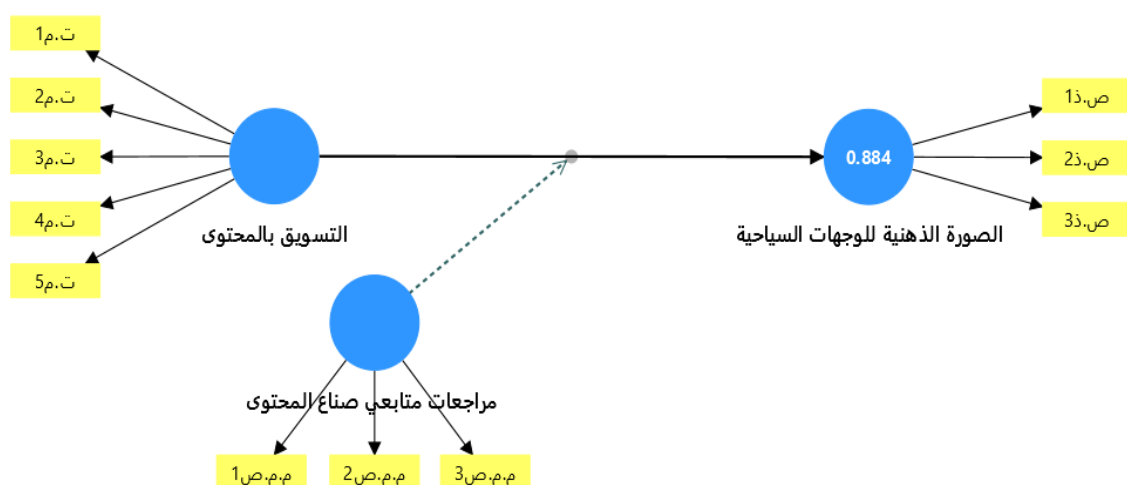 ت.م1
ت.م2
ت.م3
ت.م4
ت.م5
التسويق بالمحتوى
0.884
الصورة الذهنية للوجهات السياحية
ص.ذ1
ص.ذ2
ص.ذ3
مراجعات متابعي صناع المحتوى
م.م.ص1
م.م.ص2
م.م.ص3